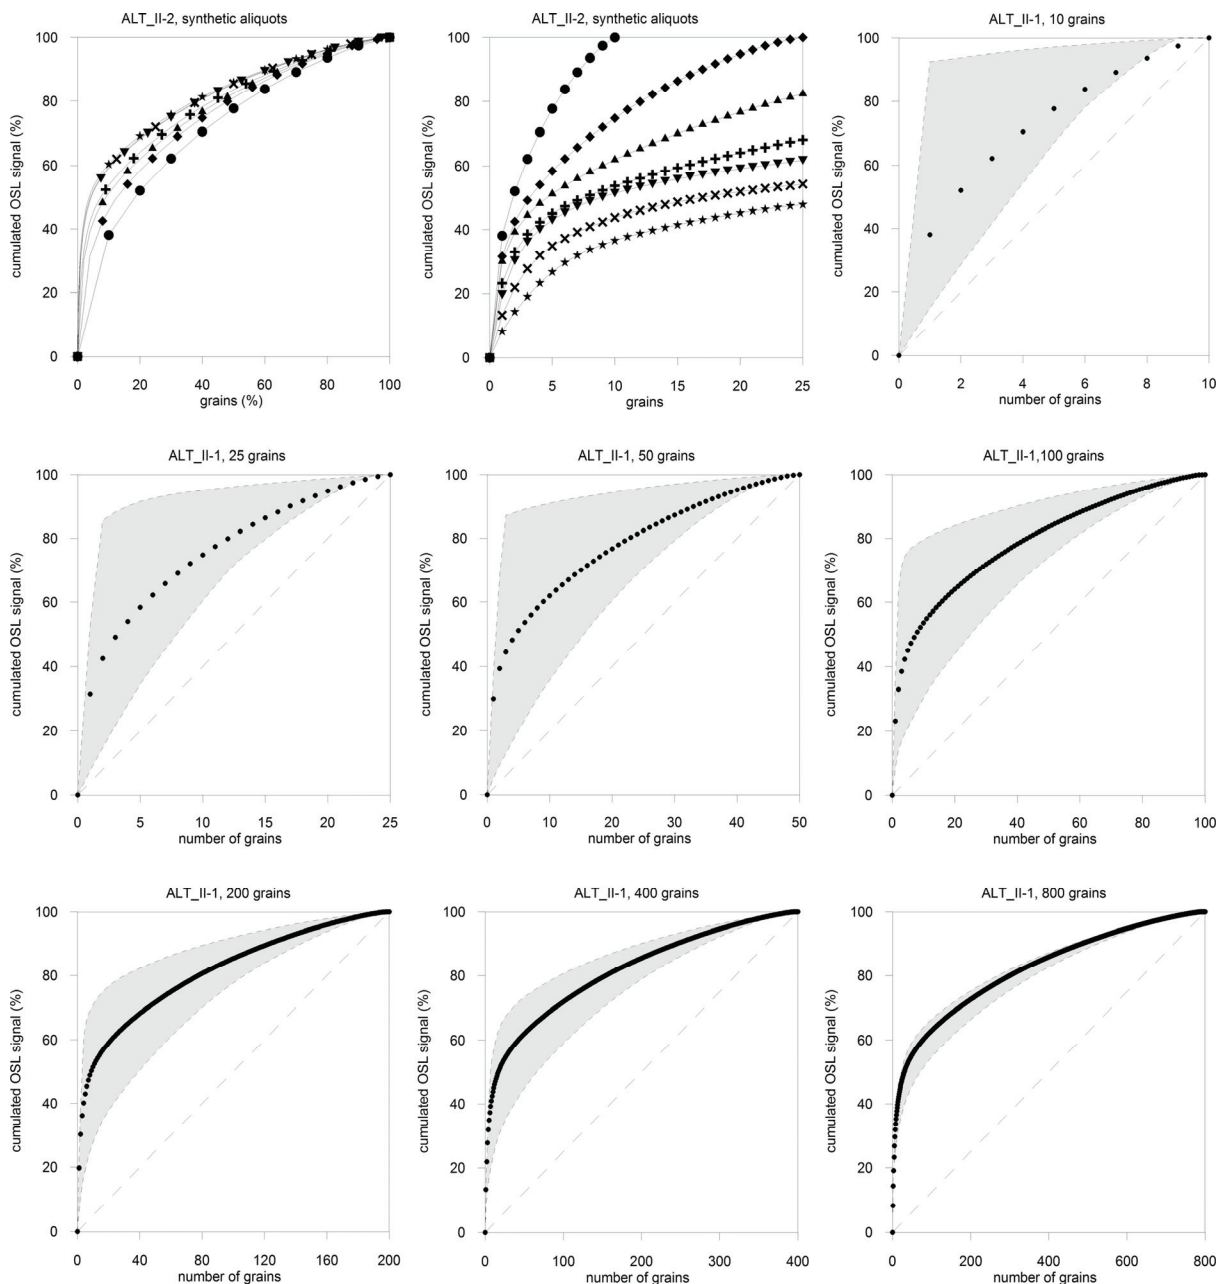 ALT_II-2, synthetic aliquots
cumulated OSL signal (%)
100
80
60
40
20
0
0 20 40 60 80 100
grains (%)
ALT_II-2, synthetic aliquots
cumulated OSL signal (%)
100
80
60
40
20
0
0 5 10 15 20 25
grains
ALT_II-1, 10 grains
cumulated OSL signal (%)
100
80
60
40
20
0
0 2 4 6 8 10
number of grains
ALT_II-1, 25 grains
cumulated OSL signal (%)
100
80
60
40
20
0
0 5 10 15 20 25
number of grains
ALT_II-1, 50 grains
cumulated OSL signal (%)
100
80
60
40
20
0
0 10 20 30 40 50
number of grains
ALT_II-1,100 grains
cumulated OSL signal (%)
100
80
60
40
20
0
0 20 40 60 80 100
number of grains
ALT_II-1, 200 grains
cumulated OSL signal (%)
100
80
60
40
20
0
0 40 80 120 160 200
number of grains
ALT_II-1, 400 grains
cumulated OSL signal (%)
100
80
60
40
20
0
0 100 200 300 400
number of grains
ALT_II-1, 800 grains
cumulated OSL signal (%)
100
80
60
40
20
0
0 200 400 600 800
number of grains